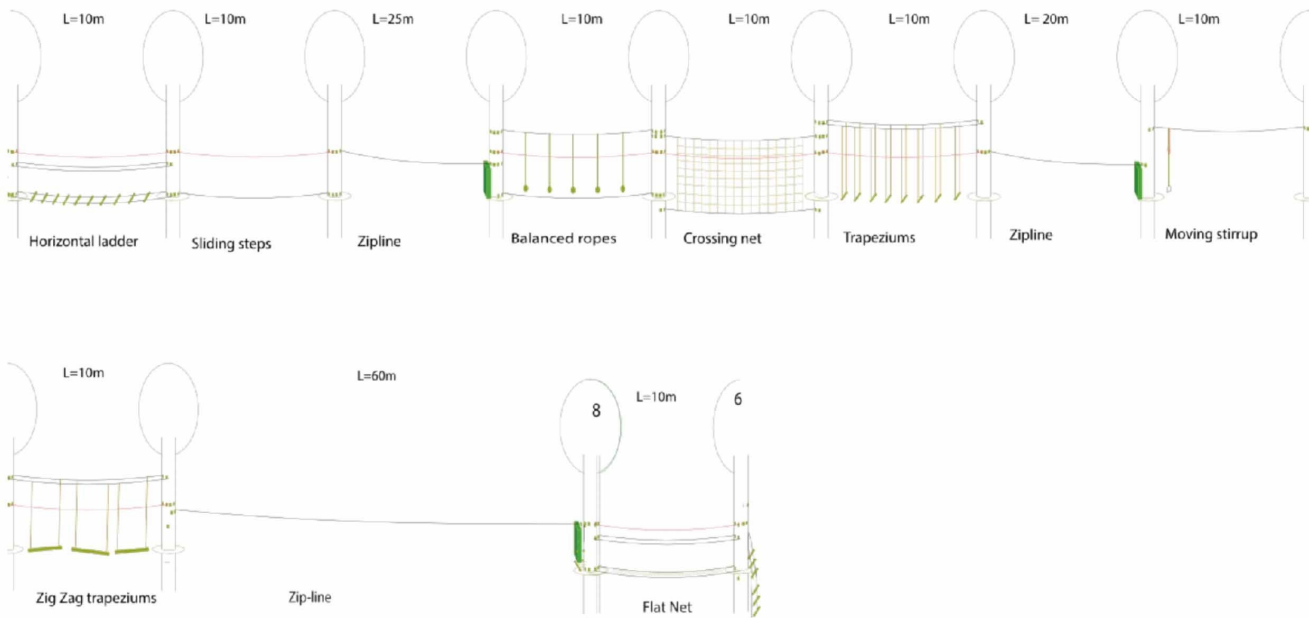 L=10m L=10m L=25m L=10m L=10m L=10m L= 20m L=10m
Horizontal ladder Sliding steps Zipline Balanced ropes Crossing net Trapeziums Zipline Moving stirrup
L=10m L=60m L=10m
8 6
Zig Zag trapeziums Zip-line Flat Net